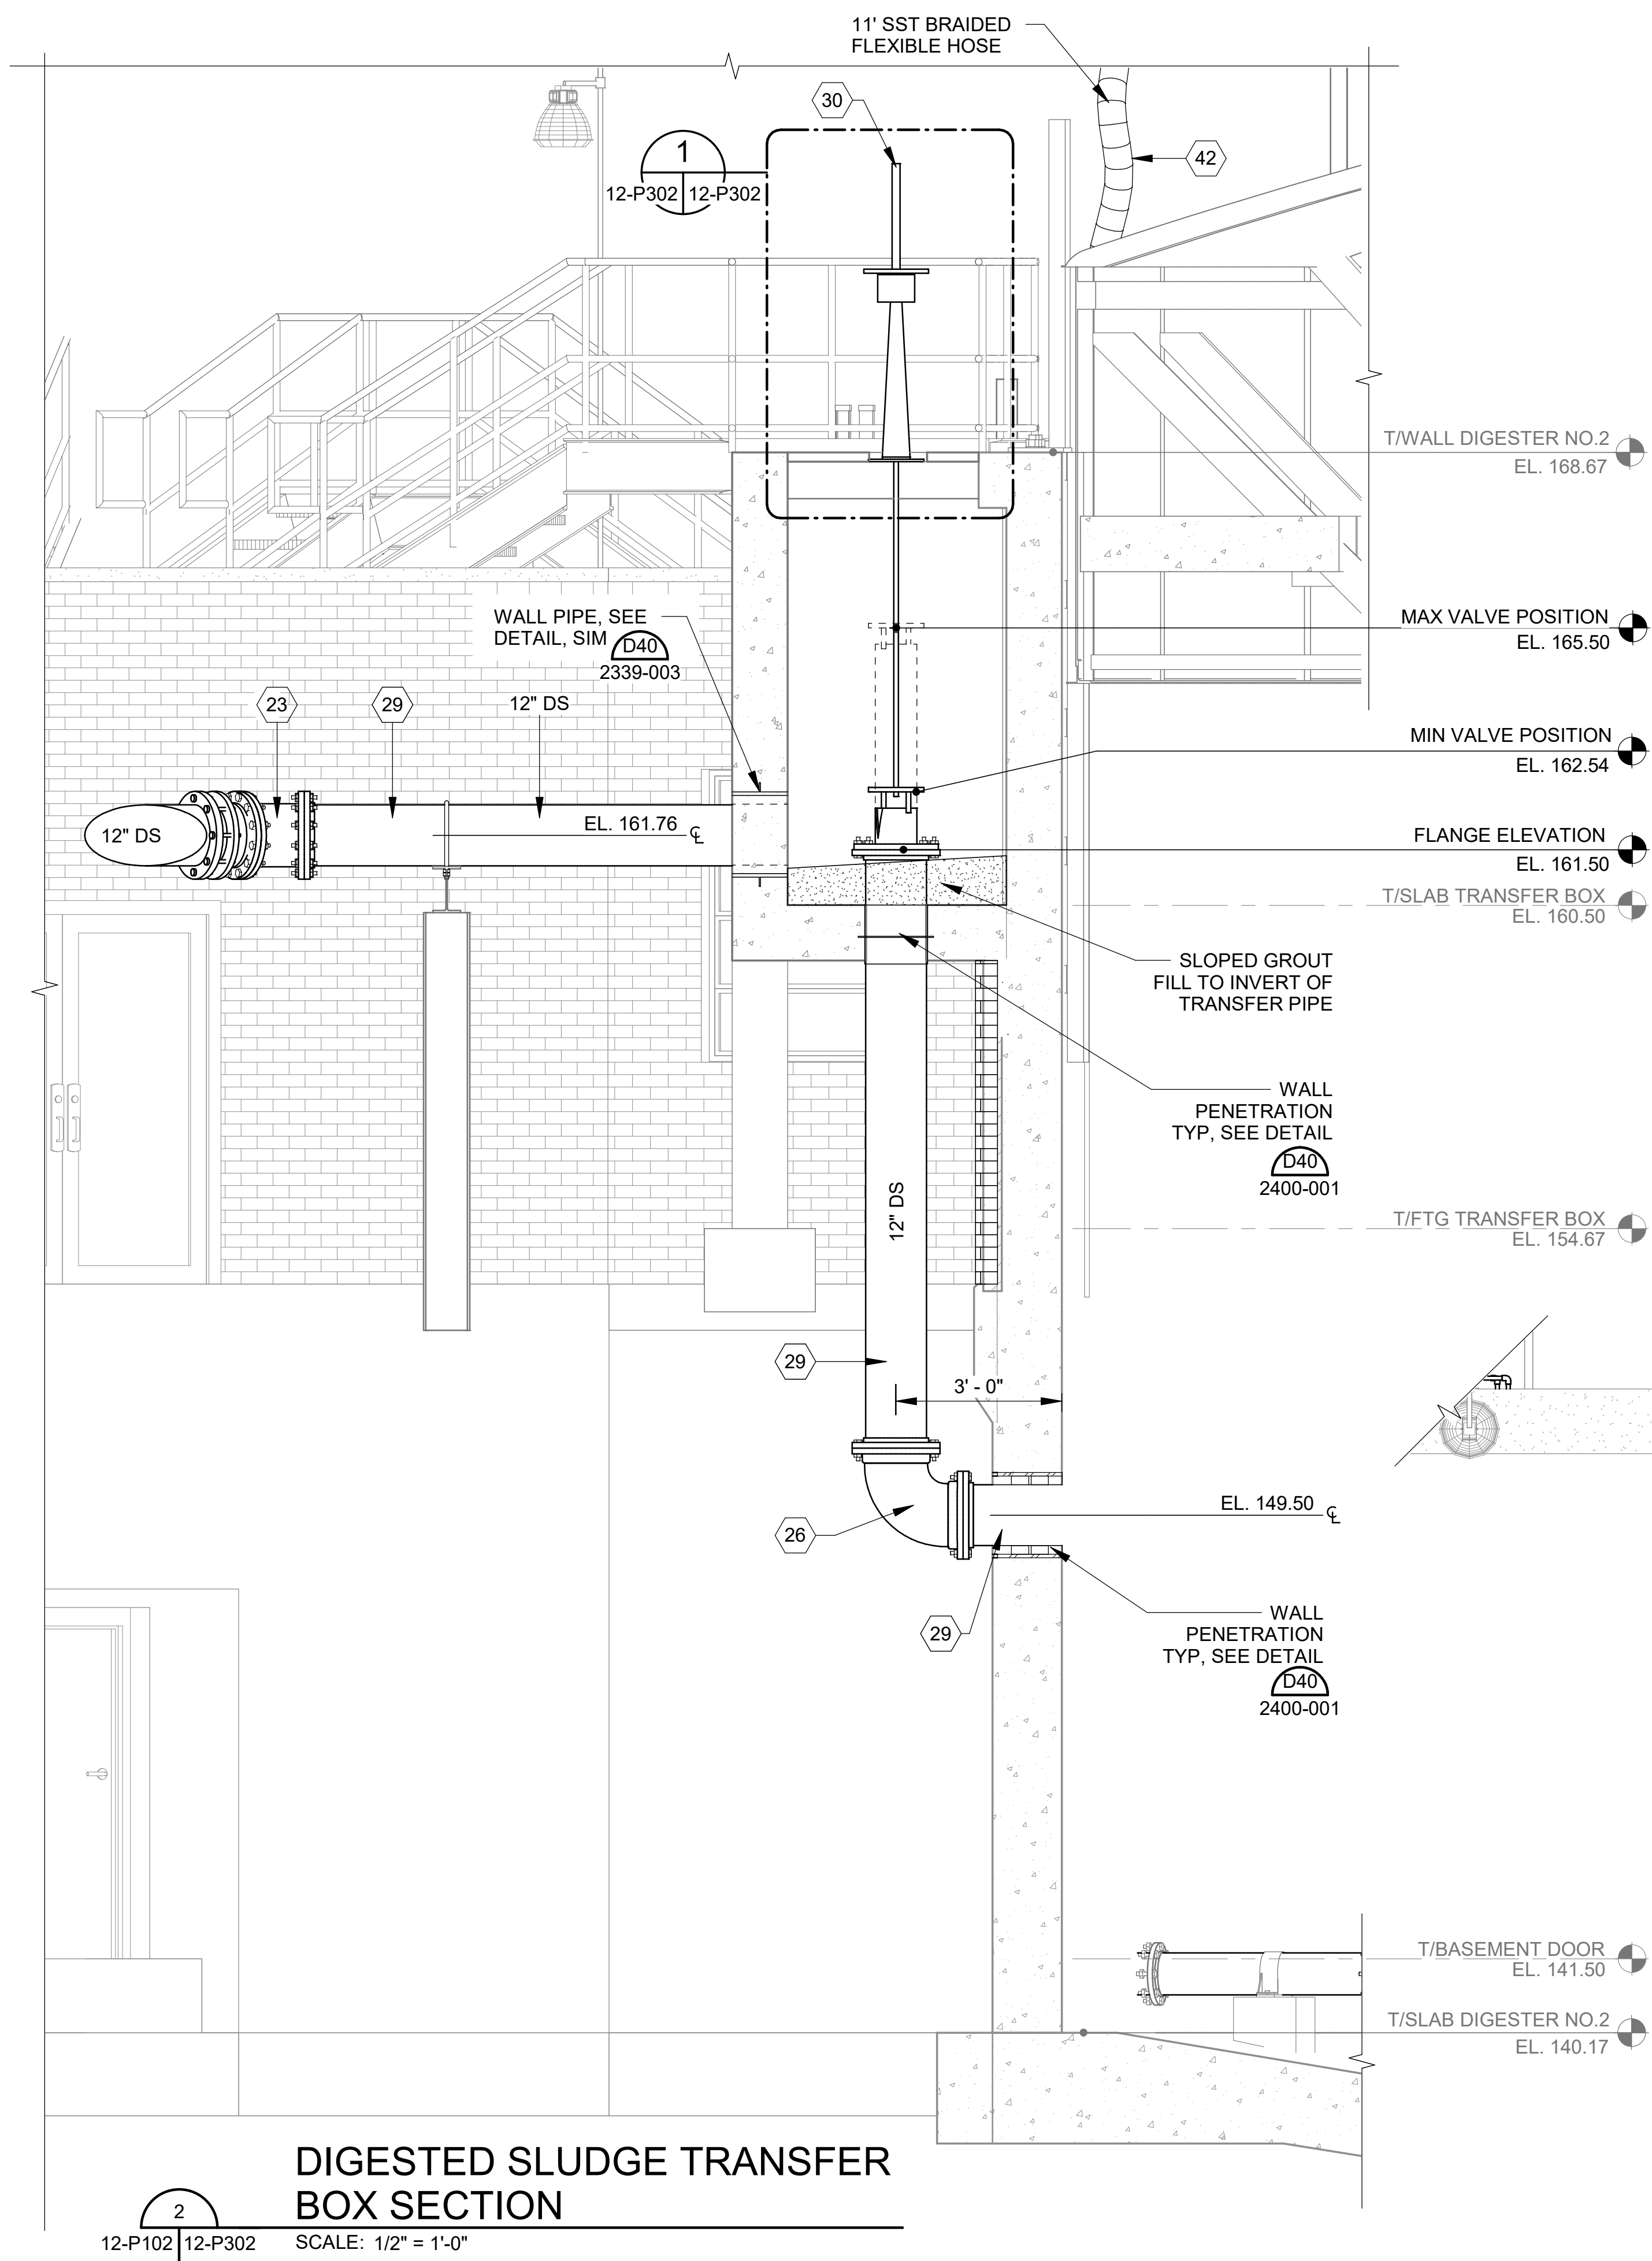 11' SST BRAIDED
FLEXIBLE HOSE
30
42
1
12-P302 12-P302
T/WALL DIGESTER NO.2
EL. 168.67
WALL PIPE, SEE
DETAIL, SIM
D40
2339-003
MAX VALVE POSITION
EL. 165.50
23
29
12" DS
MIN VALVE POSITION
EL. 162.54
12" DS
EL. 161.76 ℄
FLANGE ELEVATION
EL. 161.50
T/SLAB TRANSFER BOX
EL. 160.50
SLOPED GROUT
FILL TO INVERT OF
TRANSFER PIPE
WALL
PENETRATION
TYP, SEE DETAIL
D40
2400-001
12" DS
T/FTG TRANSFER BOX
EL. 154.67
29
3' - 0"
EL. 149.50 ℄
26
29
WALL
PENETRATION
TYP, SEE DETAIL
D40
2400-001
T/BASEMENT DOOR
EL. 141.50
T/SLAB DIGESTER NO.2
EL. 140.17
DIGESTED SLUDGE TRANSFER
BOX SECTION
2
12-P102 12-P302
SCALE: 1/2" = 1'-0"